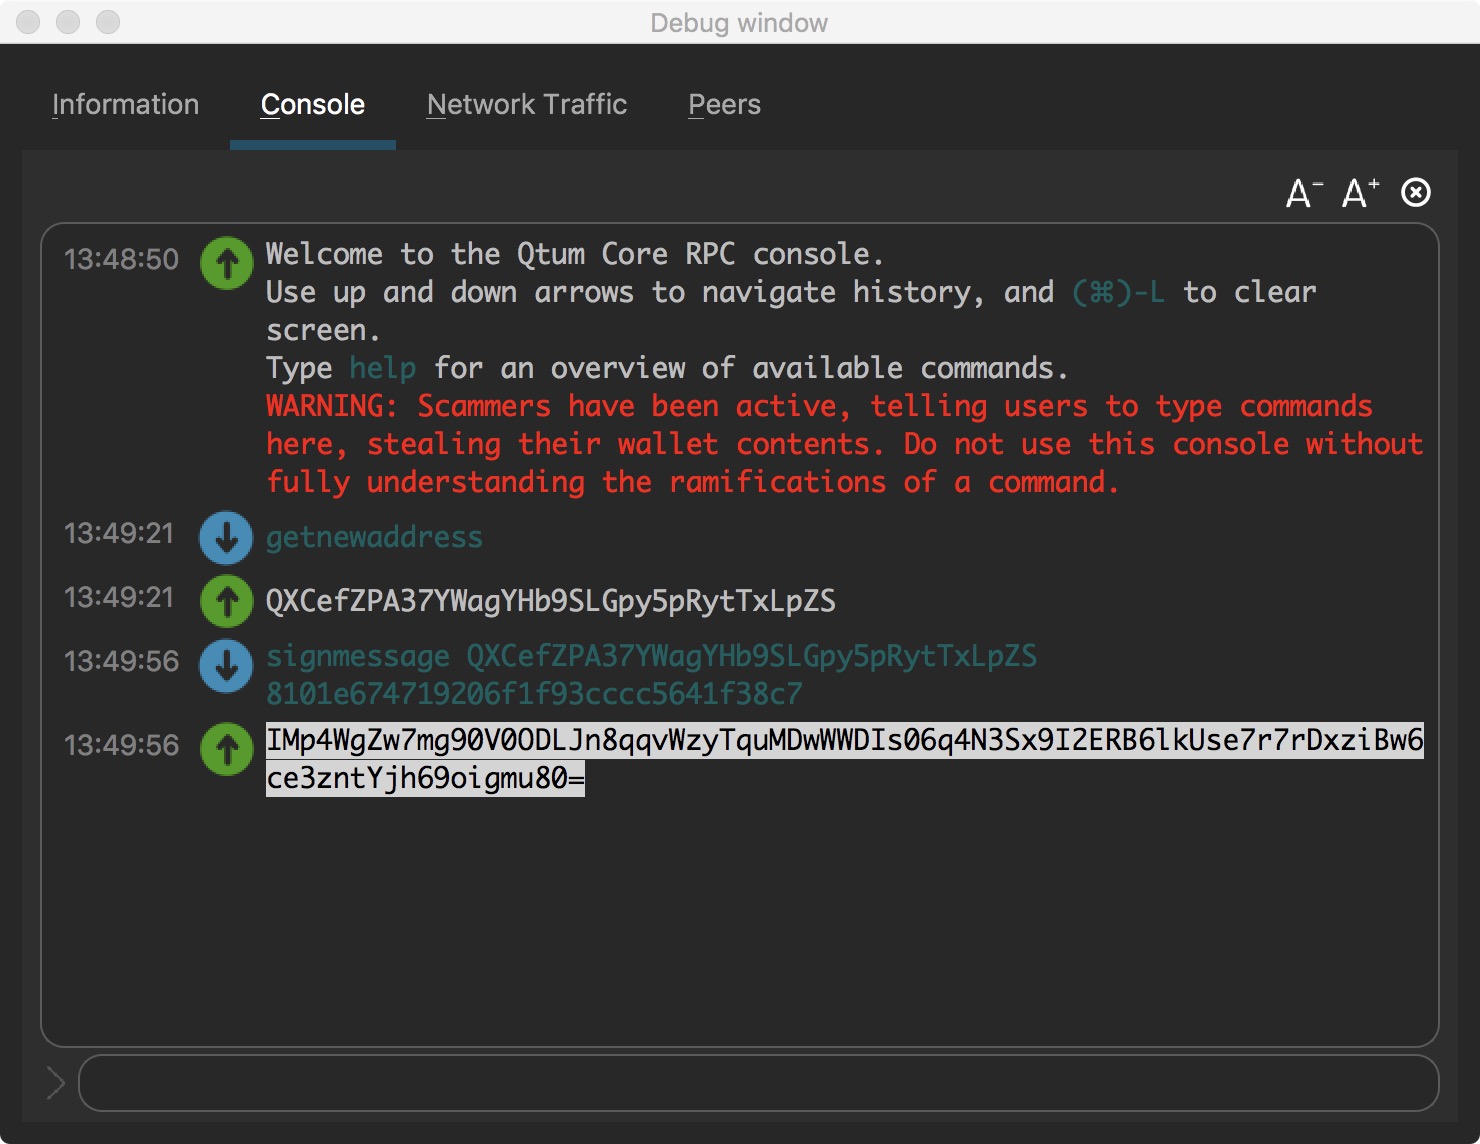 Debug window
Information Console Network Traffic Peers
A⁻ A⁺
13:48:50 Welcome to the Qtum Core RPC console.
Use up and down arrows to navigate history, and (⌘)-L to clear
screen.
Type help for an overview of available commands.
WARNING: Scammers have been active, telling users to type commands
here, stealing their wallet contents. Do not use this console without
fully understanding the ramifications of a command.
13:49:21 getnewaddress
13:49:21 QXCefZPA37YWagYHb9SLGpy5pRytTxLpZS
13:49:56 signmessage QXCefZPA37YWagYHb9SLGpy5pRytTxLpZS
8101e674719206f1f93cccc5641f38c7
13:49:56 IMp4WgZw7mg90V0ODLJn8qqvWzyTquMDwWWDIs06q4N3Sx9I2ERB6lkUse7r7rDxziBw6
ce3zntYjh69oigmu80=